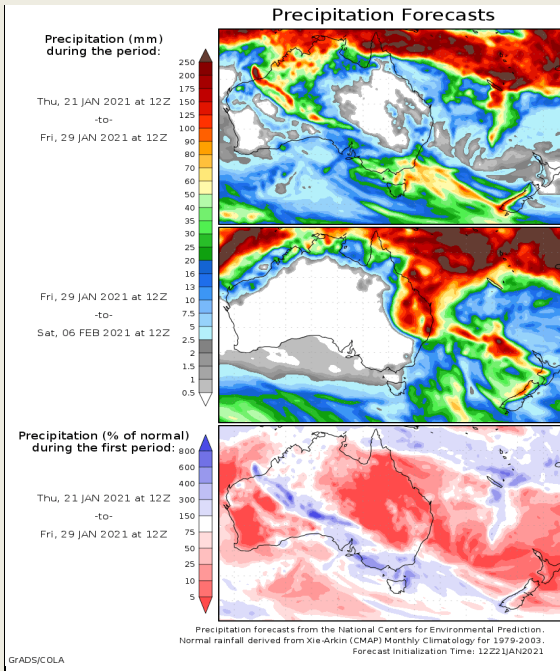 Precipitation Forecasts
Precipitation (mm)
during the period:
Thu, 21 JAN 2021 at 12Z
-to-
Fri, 29 JAN 2021 at 12Z
250
200
175
150
125
100
90
80
70
60
50
40
35
30
25
20
16
13
10
7.5
5
2.5
2
1.5
1
0.5
Fri, 29 JAN 2021 at 12Z
-to-
Sat, 06 FEB 2021 at 12Z
Precipitation (% of normal)
during the first period:
Thu, 21 JAN 2021 at 12Z
-to-
Fri, 29 JAN 2021 at 12Z
800
600
400
300
150
75
50
25
10
5
Precipitation forecasts from the National Centers for Environmental Prediction.
Normal rainfall derived from Xie-Arkin (CMAP) Monthly Climatology for 1979-2003.
Forecast Initialization Time: 12Z21JAN2021
GrADS/COLA